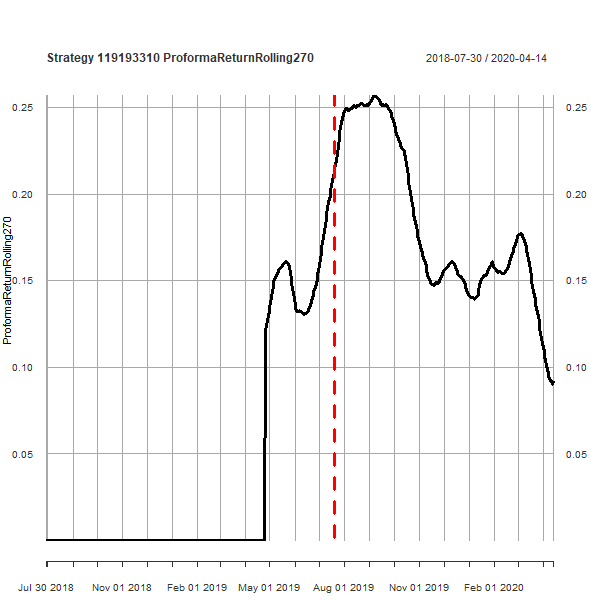 Strategy 119193310 ProformaReturnRolling270
2018-07-30 / 2020-04-14
ProformaReturnRolling270
0.25
0.20
0.15
0.10
0.05
0.25
0.20
0.15
0.10
0.05
Jul 30 2018
Nov 01 2018
Feb 01 2019
May 01 2019
Aug 01 2019
Nov 01 2019
Feb 01 2020